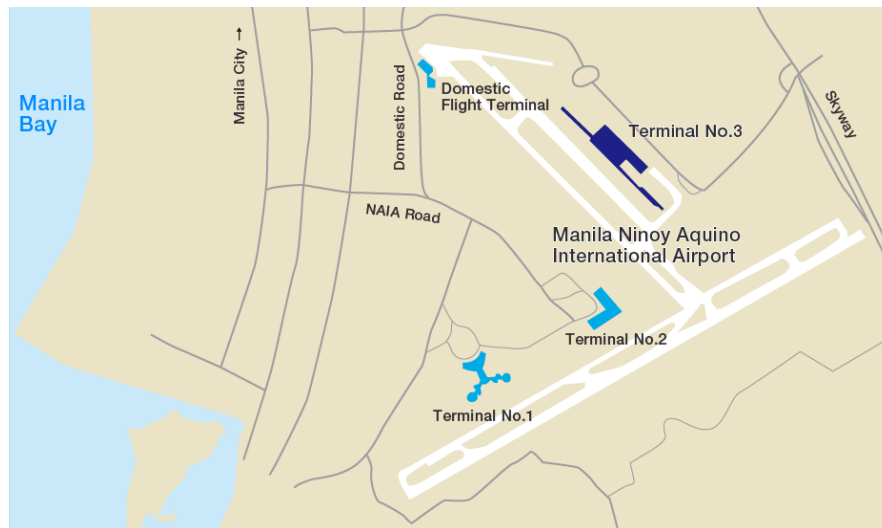 Manila
Bay
Manila City →
Domestic Road
Domestic
Flight Terminal
Terminal No.3
Skyway
NAIA Road
Manila Ninoy Aquino
International Airport
Terminal No.2
Terminal No.1